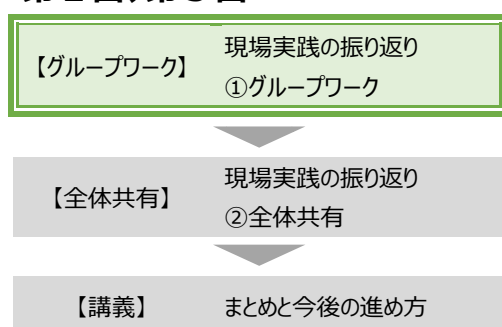 【グループワーク】
現場実践の振り返り
①グループワーク
【全体共有】
現場実践の振り返り
②全体共有
【講義】
まとめと今後の進め方